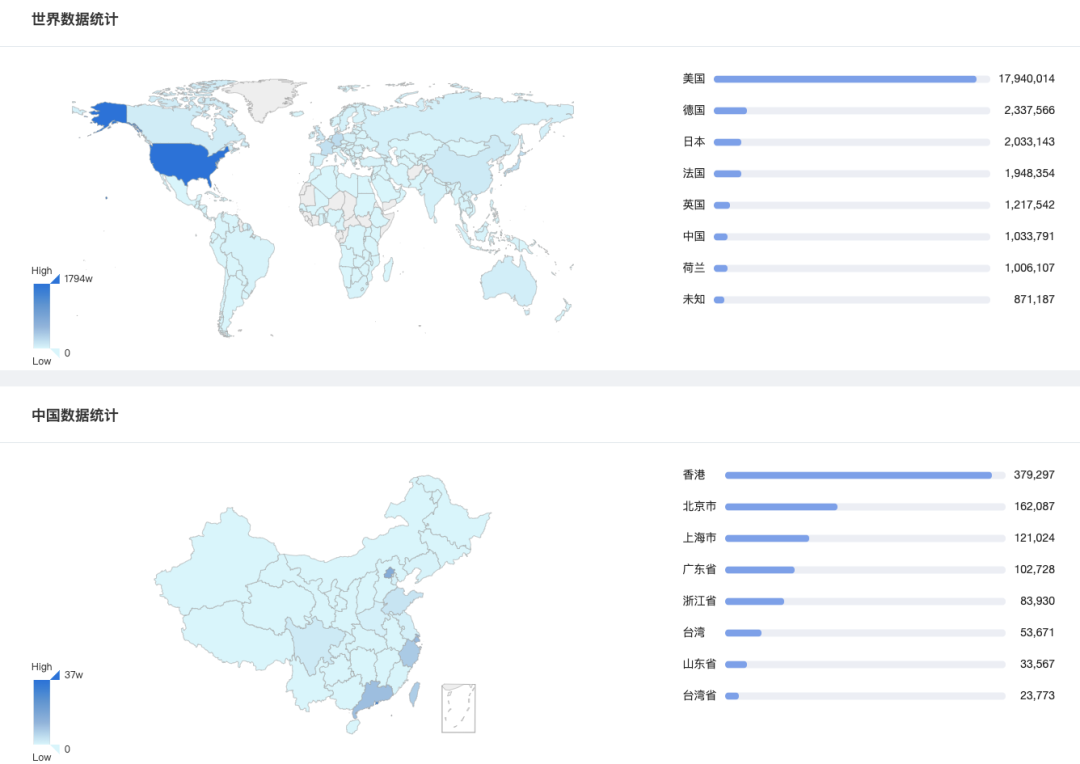 世界数据统计
美国 17,940,014
德国 2,337,566
日本 2,033,143
法国 1,948,354
英国 1,217,542
中国 1,033,791
荷兰 1,006,107
未知 871,187
High
1794w
0
Low
中国数据统计
香港 379,297
北京市 162,087
上海市 121,024
广东省 102,728
浙江省 83,930
台湾 53,671
山东省 33,567
台湾省 23,773
High
37w
0
Low